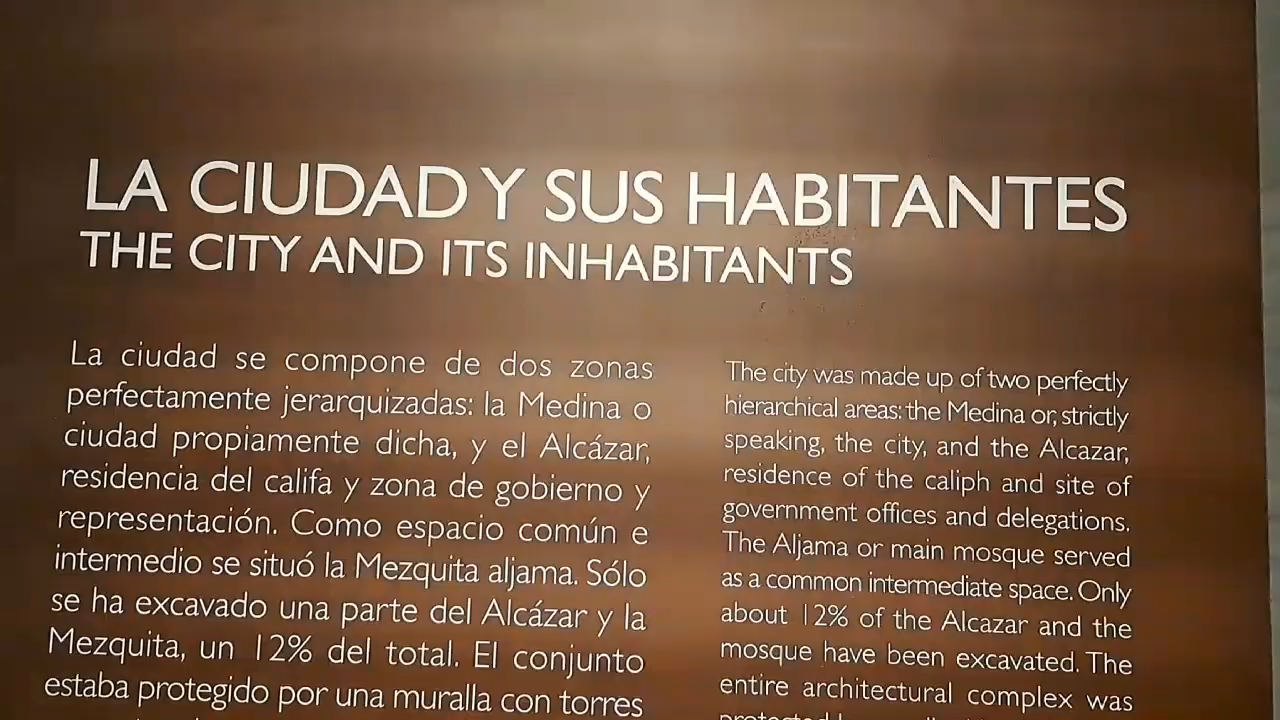 LA CIUDAD Y SUS HABITANTES
THE CITY AND ITS INHABITANTS
La ciudad se compone de dos zonas
perfectamente jerarquizadas: la Medina o
ciudad propiamente dicha, y el Alcázar,
residencia del califa y zona de gobierno y
representación. Como espacio común e
intermedio se situó la Mezquita aljama. Sólo
se ha excavado una parte del Alcázar y la
Mezquita, un 12% del total. El conjunto
estaba protegido por una muralla con torres
The city was made up of two perfectly
hierarchical areas: the Medina or, strictly
speaking, the city, and the Alcazar,
residence of the caliph and site of
government offices and delegations.
The Aljama or main mosque served
as a common intermediate space. Only
about 12% of the Alcazar and the
mosque have been excavated. The
entire architectural complex was